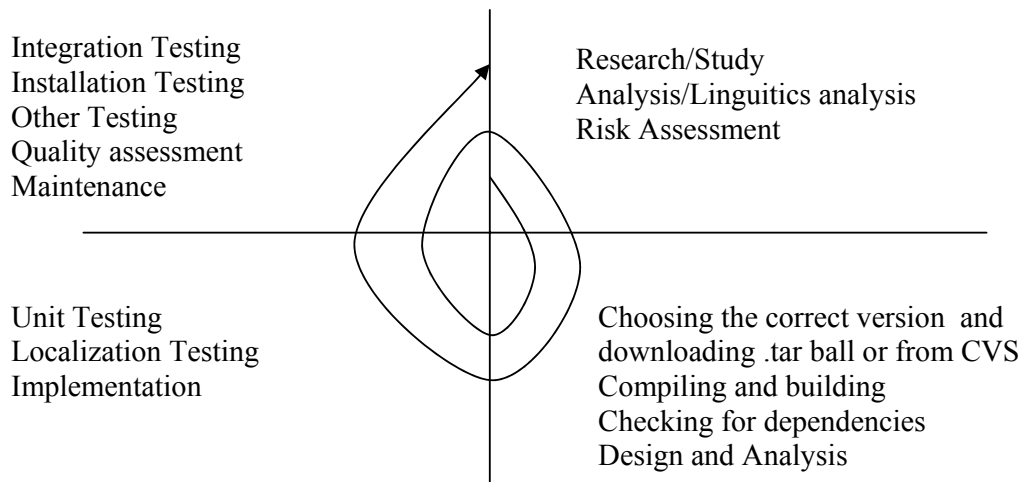 Integration Testing
Installation Testing
Other Testing
Quality assessment
Maintenance
Research/Study
Analysis/Linguitics analysis
Risk Assessment
Unit Testing
Localization Testing
Implementation
Choosing the correct version and
downloading .tar ball or from CVS
Compiling and building
Checking for dependencies
Design and Analysis